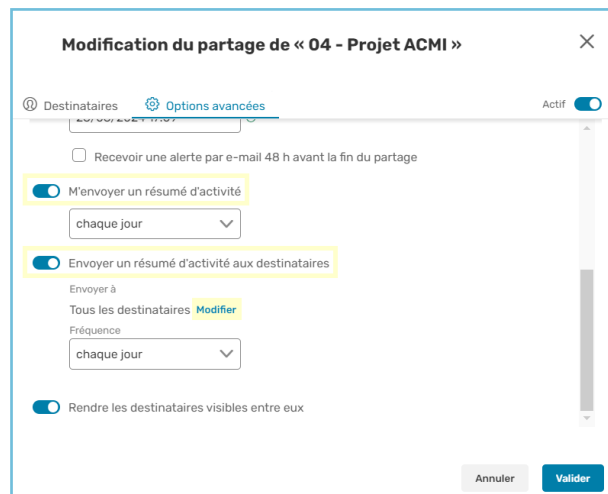 Modification du partage de « 04 - Projet ACMI »
Destinataires
Options avancées
Actif
Recevoir une alerte par e-mail 48 h avant la fin du partage
M'envoyer un résumé d'activité
chaque jour
Envoyer un résumé d'activité aux destinataires
Envoyer à
Tous les destinataires Modifier
Fréquence
chaque jour
Rendre les destinataires visibles entre eux
Annuler
Valider